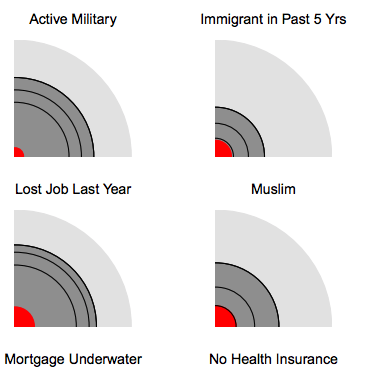 Active Military
Immigrant in Past 5 Yrs
Lost Job Last Year
Muslim
Mortgage Underwater
No Health Insurance